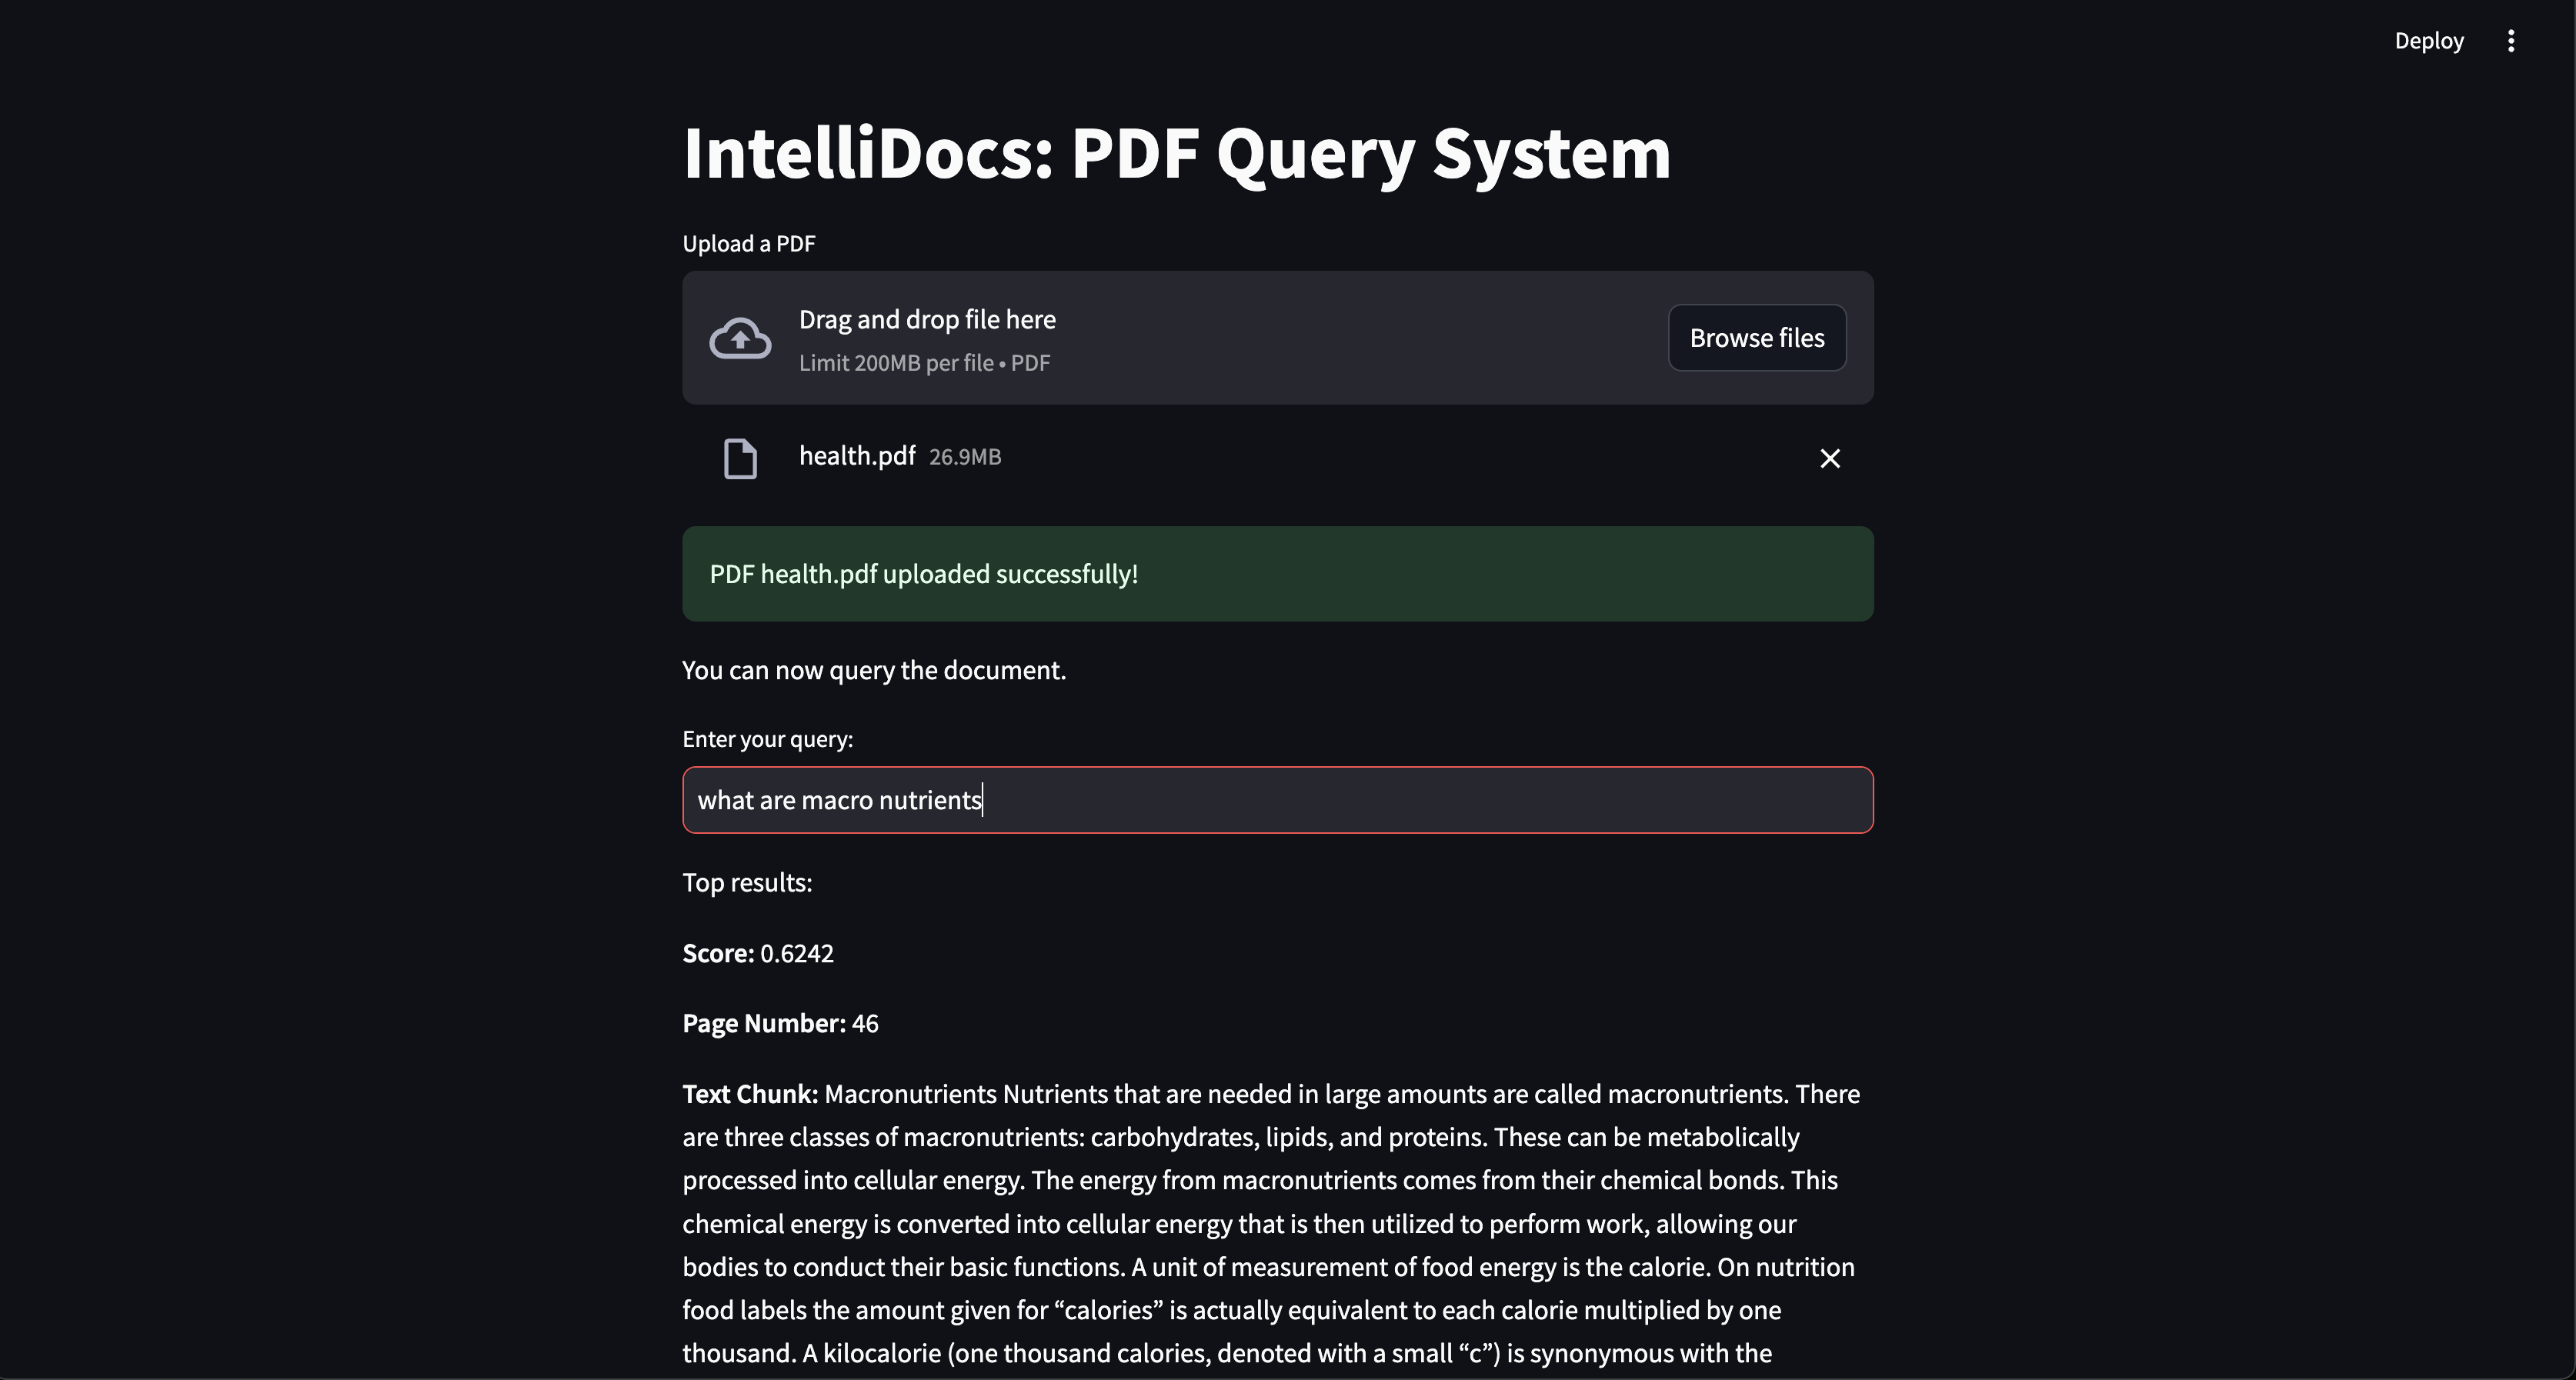 Deploy
IntelliDocs: PDF Query System
Upload a PDF
Drag and drop file here
Limit 200MB per file • PDF
Browse files
health.pdf 26.9MB
PDF health.pdf uploaded successfully!
You can now query the document.
Enter your query:
what are macro nutrients
Top results:
Score: 0.6242
Page Number: 46
Text Chunk: Macronutrients Nutrients that are needed in large amounts are called macronutrients. There
are three classes of macronutrients: carbohydrates, lipids, and proteins. These can be metabolically
processed into cellular energy. The energy from macronutrients comes from their chemical bonds. This
chemical energy is converted into cellular energy that is then utilized to perform work, allowing our
bodies to conduct their basic functions. A unit of measurement of food energy is the calorie. On nutrition
food labels the amount given for “calories” is actually equivalent to each calorie multiplied by one
thousand. A kilocalorie (one thousand calories, denoted with a small “c”) is synonymous with the